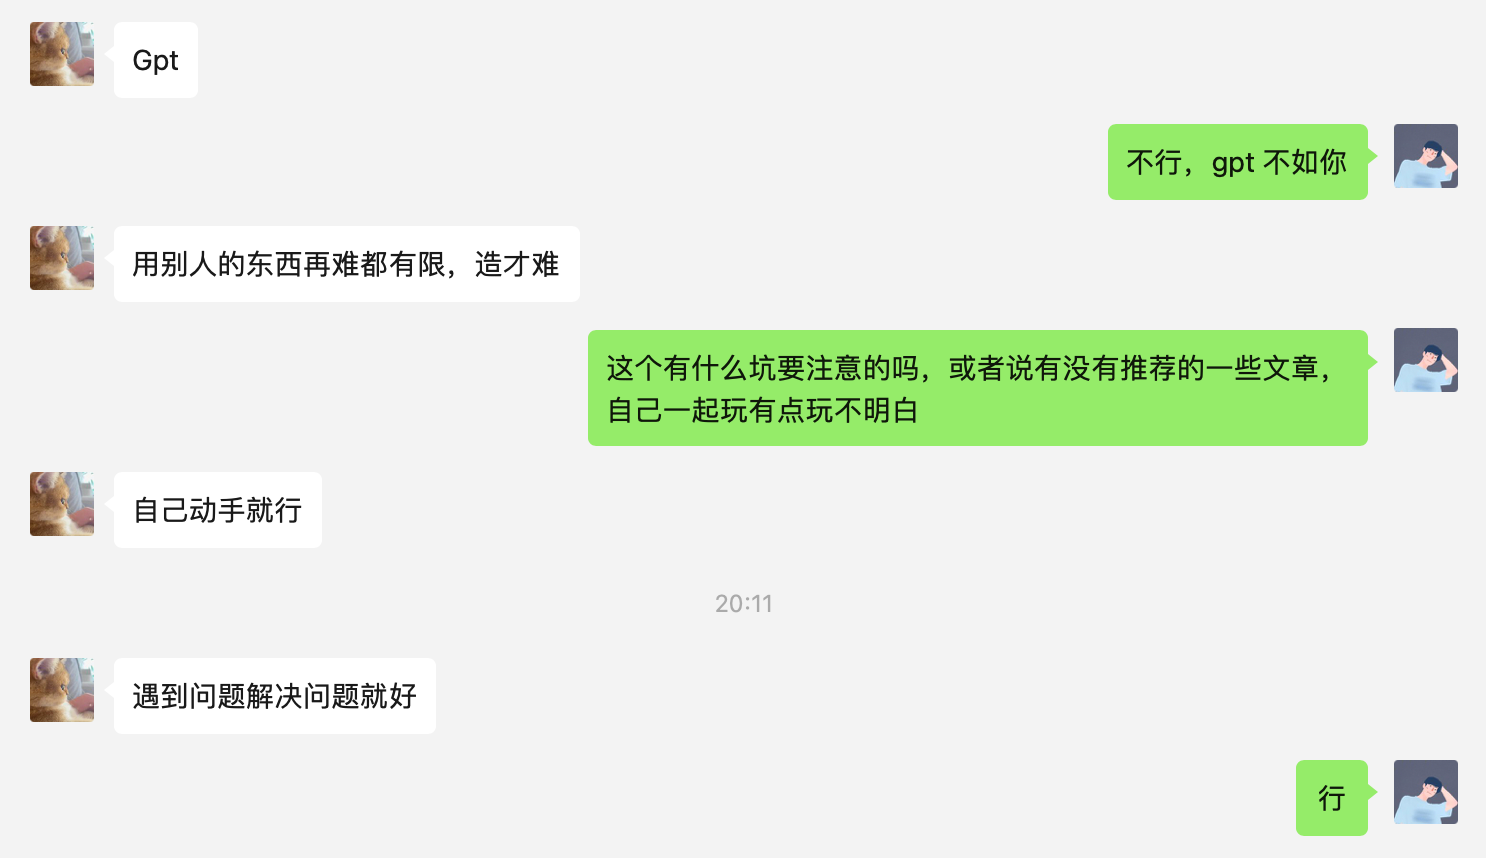 Gpt
不行，gpt 不如你
用别人的东西再难都有限，造才难
这个有什么坑要注意的吗，或者说有没有推荐的一些文章，
自己一起玩有点玩不明白
自己动手就行
20:11
遇到问题解决问题就好
行